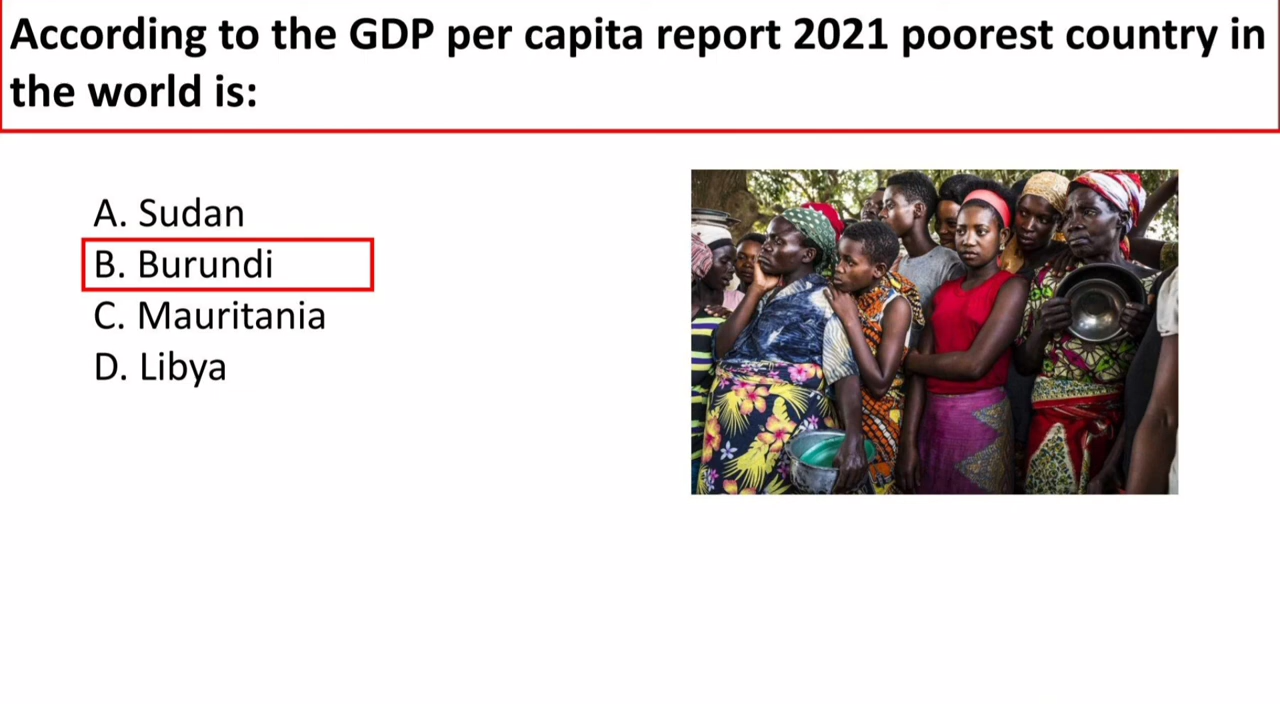 According to the GDP per capita report 2021 poorest country in
the world is:
A. Sudan
B. Burundi
C. Mauritania
D. Libya